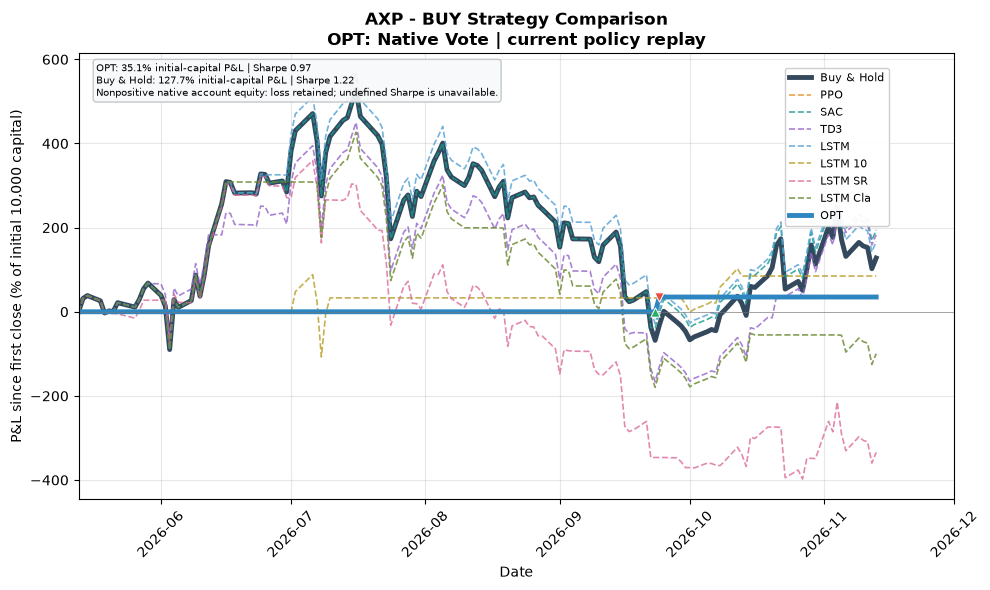 AXP - BUY Strategy Comparison
OPT: Native Vote | current policy replay
OPT: 35.1% initial-capital P&L | Sharpe 0.97
Buy & Hold: 127.7% initial-capital P&L | Sharpe 1.22
Nonpositive native account equity: loss retained; undefined Sharpe is unavailable.
Buy & Hold
PPO
SAC
TD3
LSTM
LSTM 10
LSTM SR
LSTM Cla
OPT
P&L since first close (% of initial 10,000 capital)
600
400
200
0
−200
−400
2026-06
2026-07
2026-08
2026-09
2026-10
2026-11
2026-12
Date